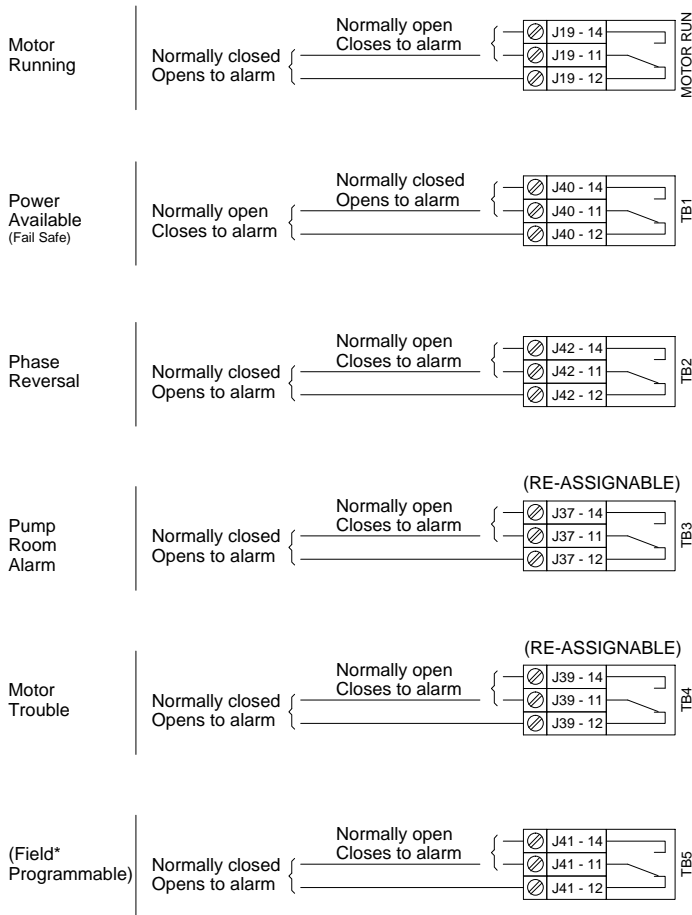 Motor
Running
Normally closed
Opens to alarm
Normally open
Closes to alarm
J19 - 14
J19 - 11
J19 - 12
MOTOR RUN
Power
Available
(Fail Safe)
Normally open
Closes to alarm
Normally closed
Opens to alarm
J40 - 14
J40 - 11
J40 - 12
TB1
Phase
Reversal
Normally closed
Opens to alarm
Normally open
Closes to alarm
J42 - 14
J42 - 11
J42 - 12
TB2
Pump
Room
Alarm
Normally closed
Opens to alarm
Normally open
Closes to alarm
(RE-ASSIGNABLE)
J37 - 14
J37 - 11
J37 - 12
TB3
Motor
Trouble
Normally closed
Opens to alarm
Normally open
Closes to alarm
(RE-ASSIGNABLE)
J39 - 14
J39 - 11
J39 - 12
TB4
(Field*
Programmable)
Normally closed
Opens to alarm
Normally open
Closes to alarm
J41 - 14
J41 - 11
J41 - 12
TB5